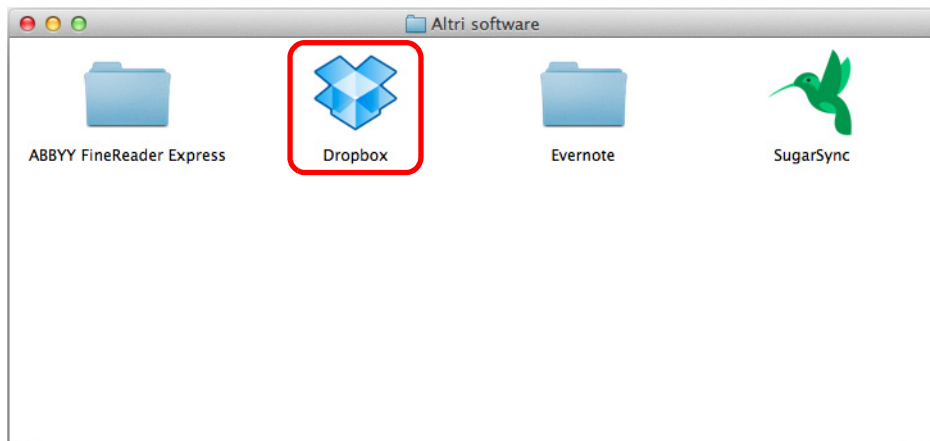 Altri software
ABBYY FineReader Express Dropbox Evernote SugarSync